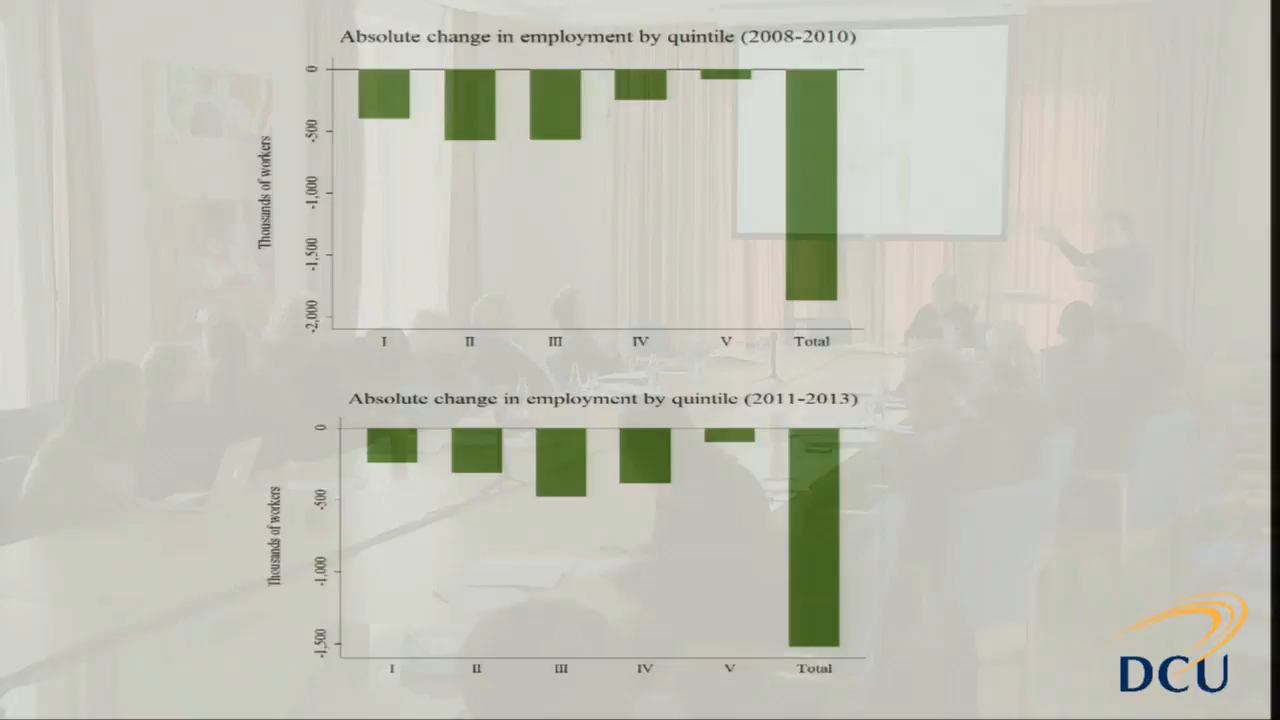 Absolute change in employment by quintile (2008-2010)
Thousands of workers
0
-500
-1,000
-1,500
-2,000
I II III IV V Total
Absolute change in employment by quintile (2011-2013)
Thousands of workers
0
-500
-1,000
-1,500
I II III IV V Total
DCU